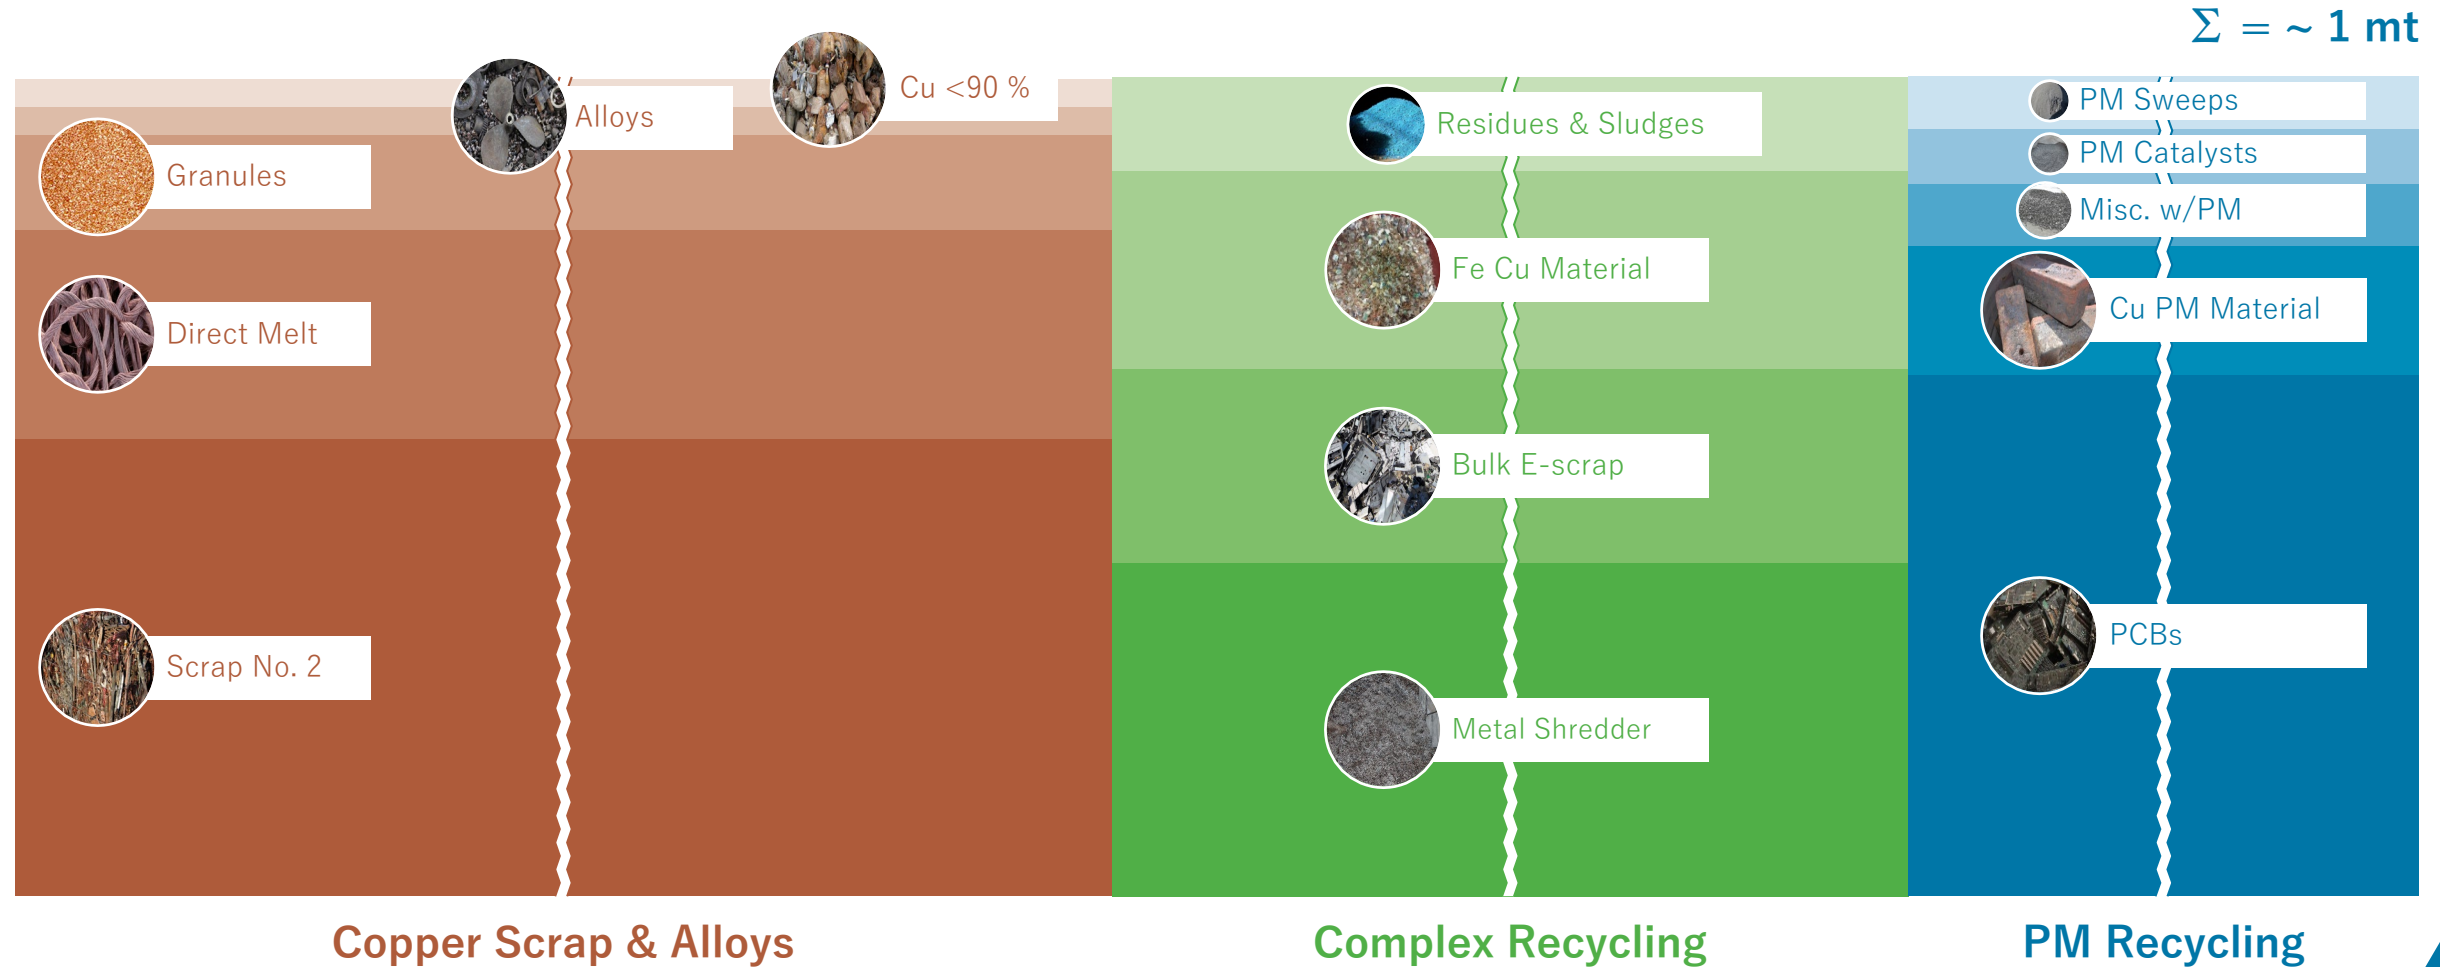 Σ = ~ 1 mt
Cu <90 %
Alloys
Granules
Direct Melt
Scrap No. 2
Residues & Sludges
Fe Cu Material
Bulk E-scrap
Metal Shredder
PM Sweeps
PM Catalysts
Misc. w/PM
Cu PM Material
PCBs
Copper Scrap & Alloys
Complex Recycling
PM Recycling